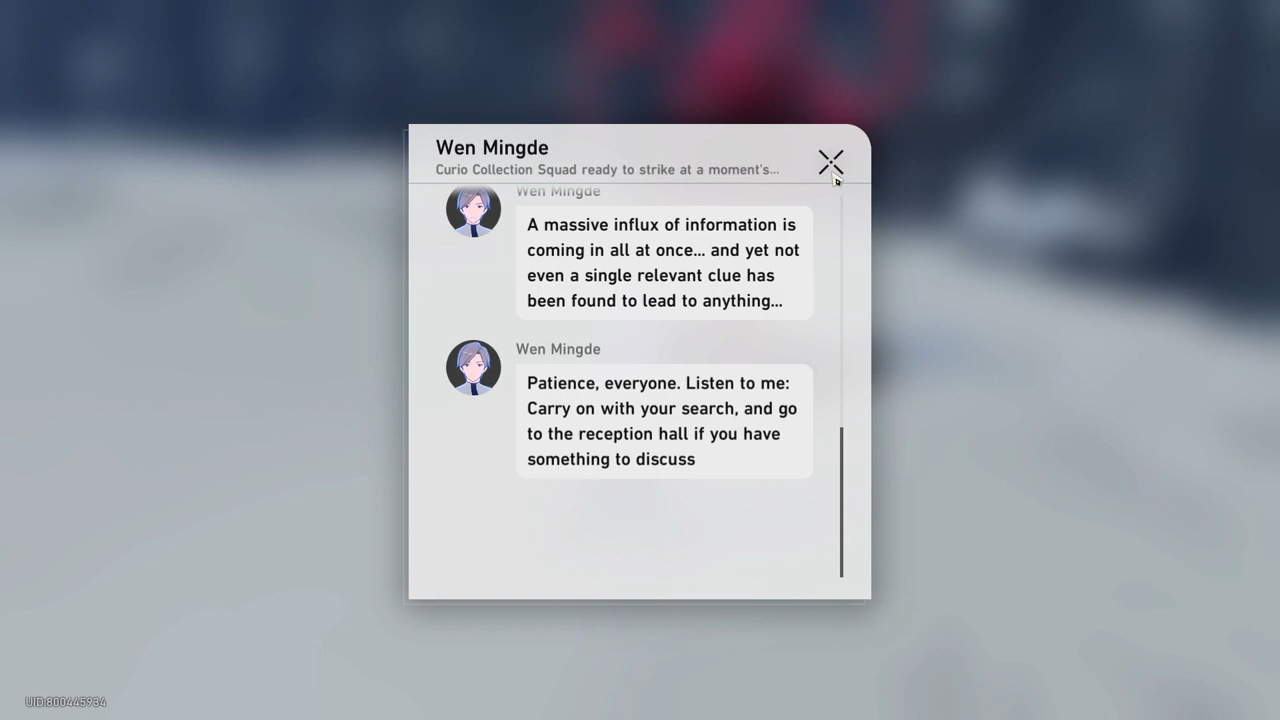 Wen Mingde
Curio Collection Squad ready to strike at a moment's...
Wen Mingde
A massive influx of information is
coming in all at once... and yet not
even a single relevant clue has
been found to lead to anything...
Wen Mingde
Patience, everyone. Listen to me:
Carry on with your search, and go
to the reception hall if you have
something to discuss
UID:800445934